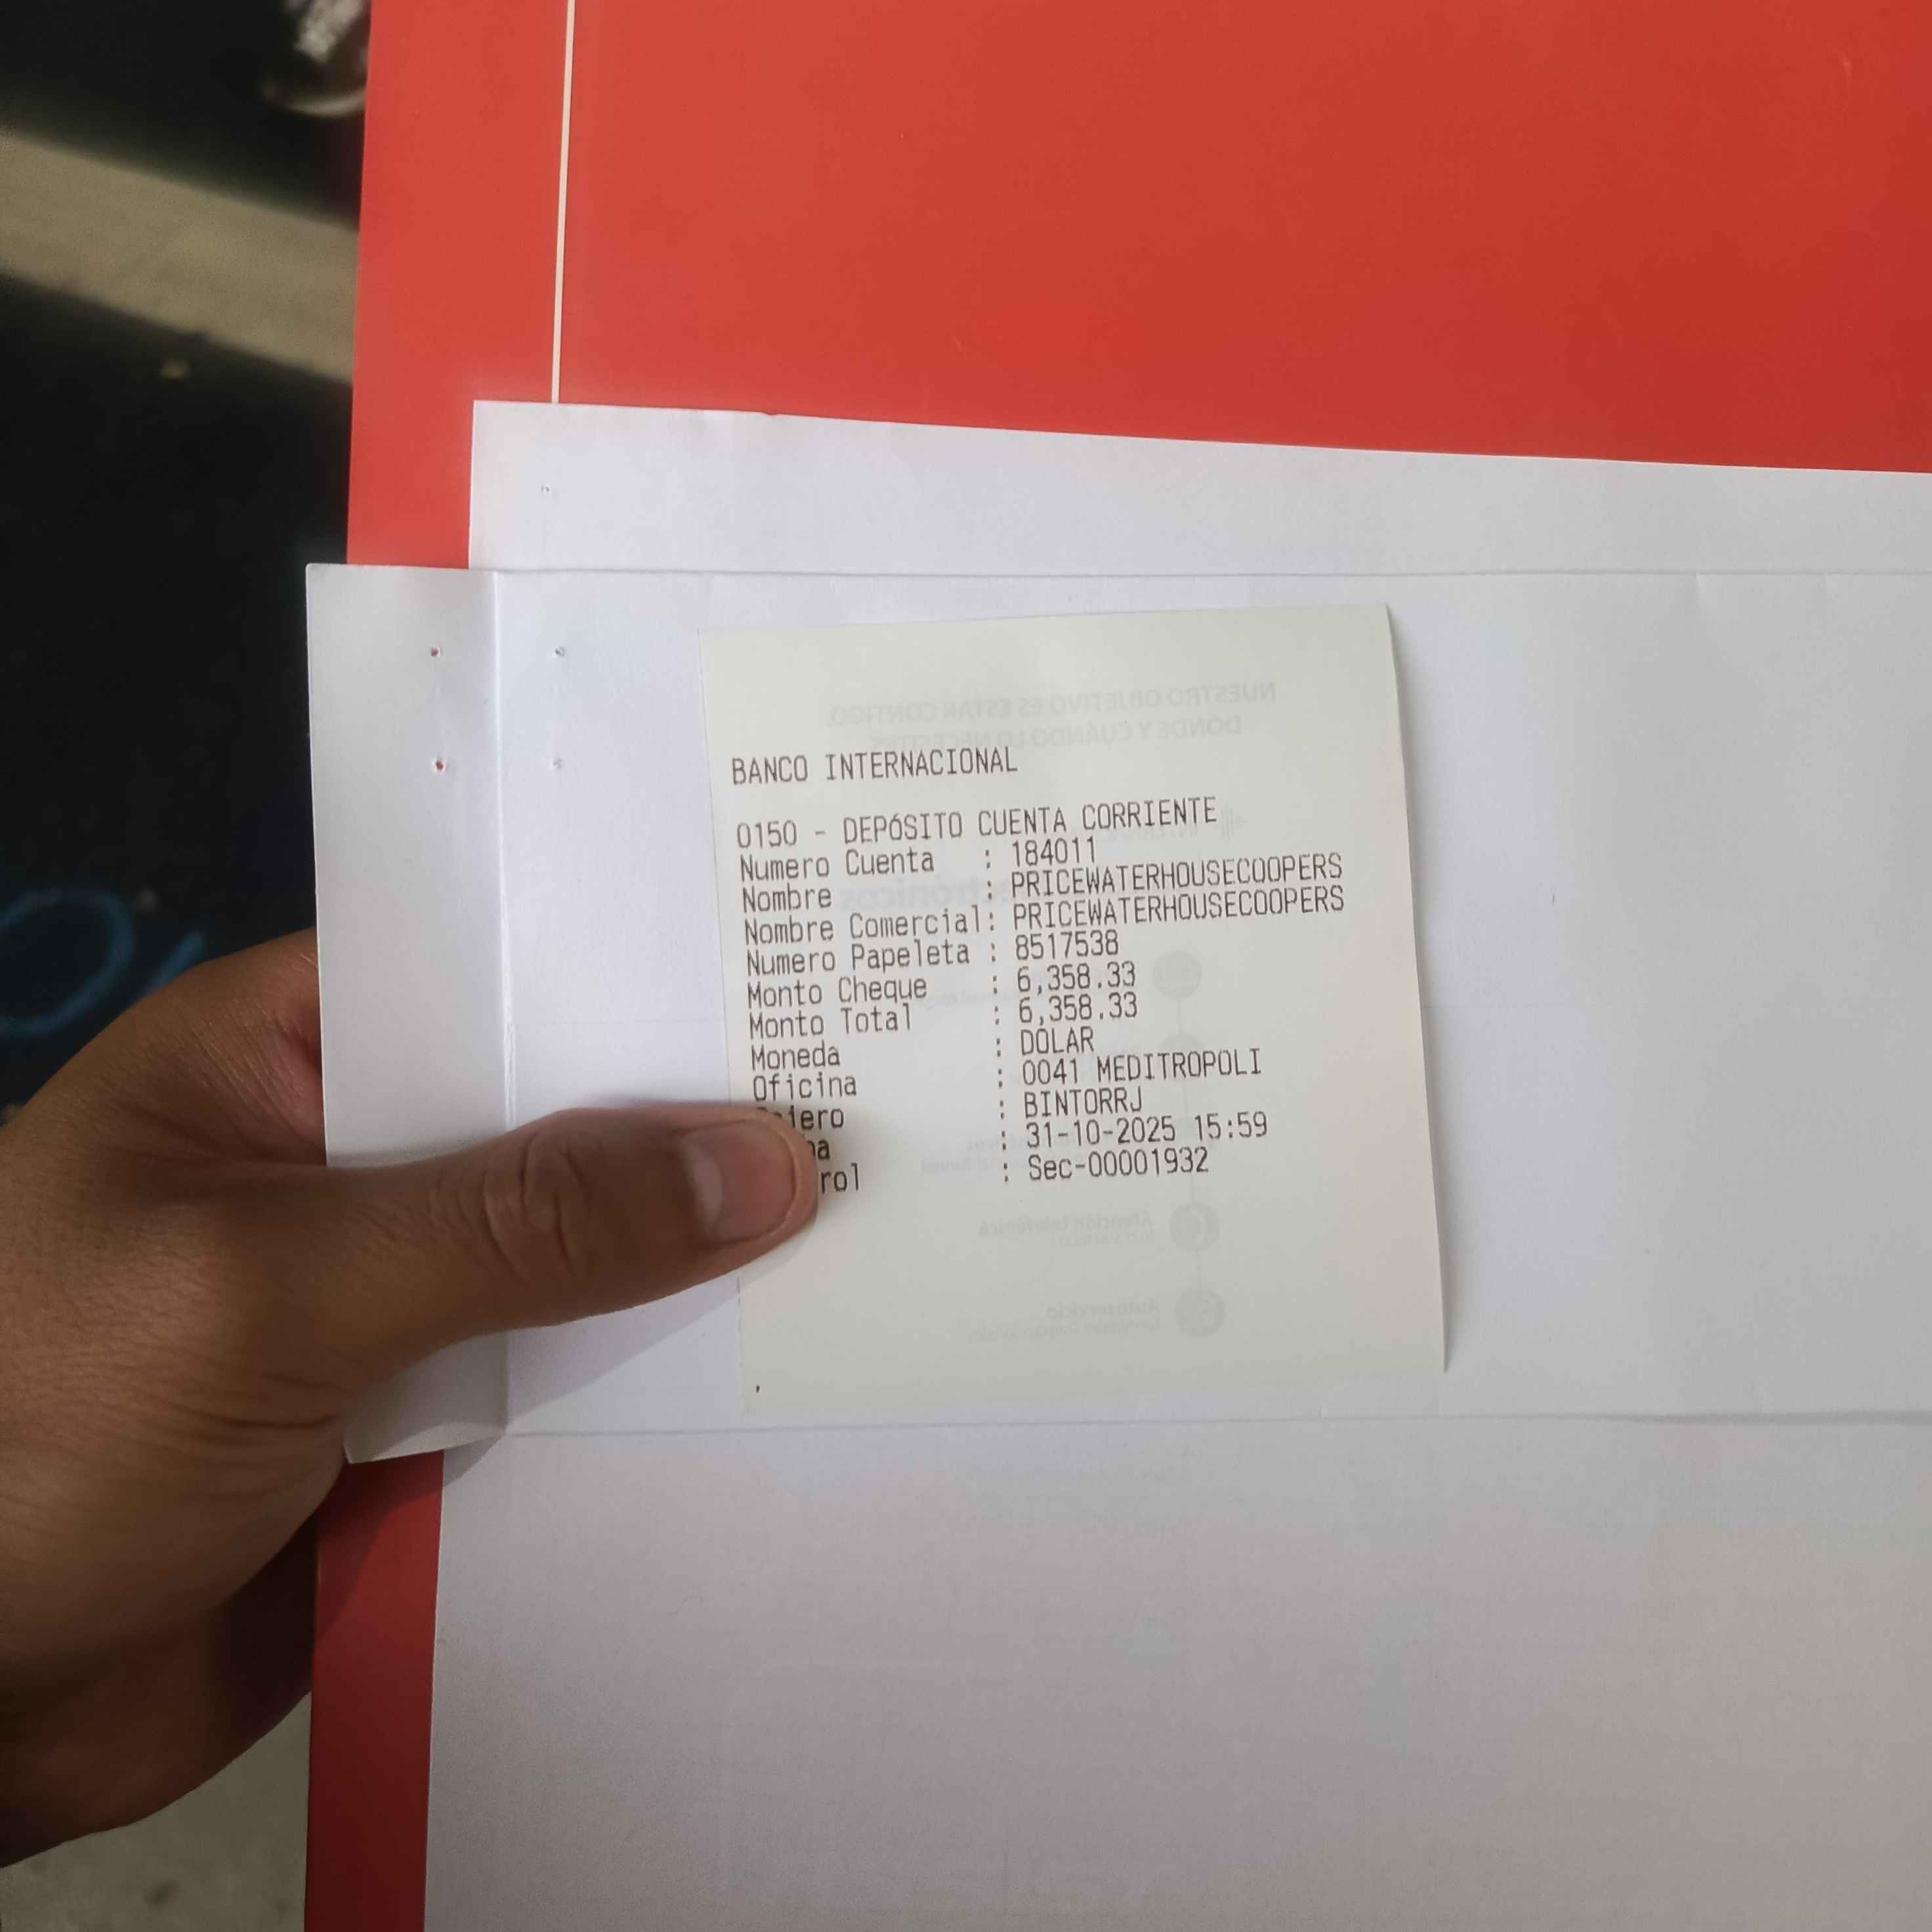 BANCO INTERNACIONAL
0150 - DEPÓSITO CUENTA CORRIENTE
Numero Cuenta : 184011
Nombre : PRICEWATERHOUSECOOPERS
Nombre Comercial: PRICEWATERHOUSECOOPERS
Numero Papeleta : 8517538
Monto Cheque : 6,358.33
Monto Total : 6,358.33
Moneda : DOLAR
Oficina : 0041 MEDITROPOLI
: BINTORRJ
: 31-10-2025 15:59
: Sec-00001932